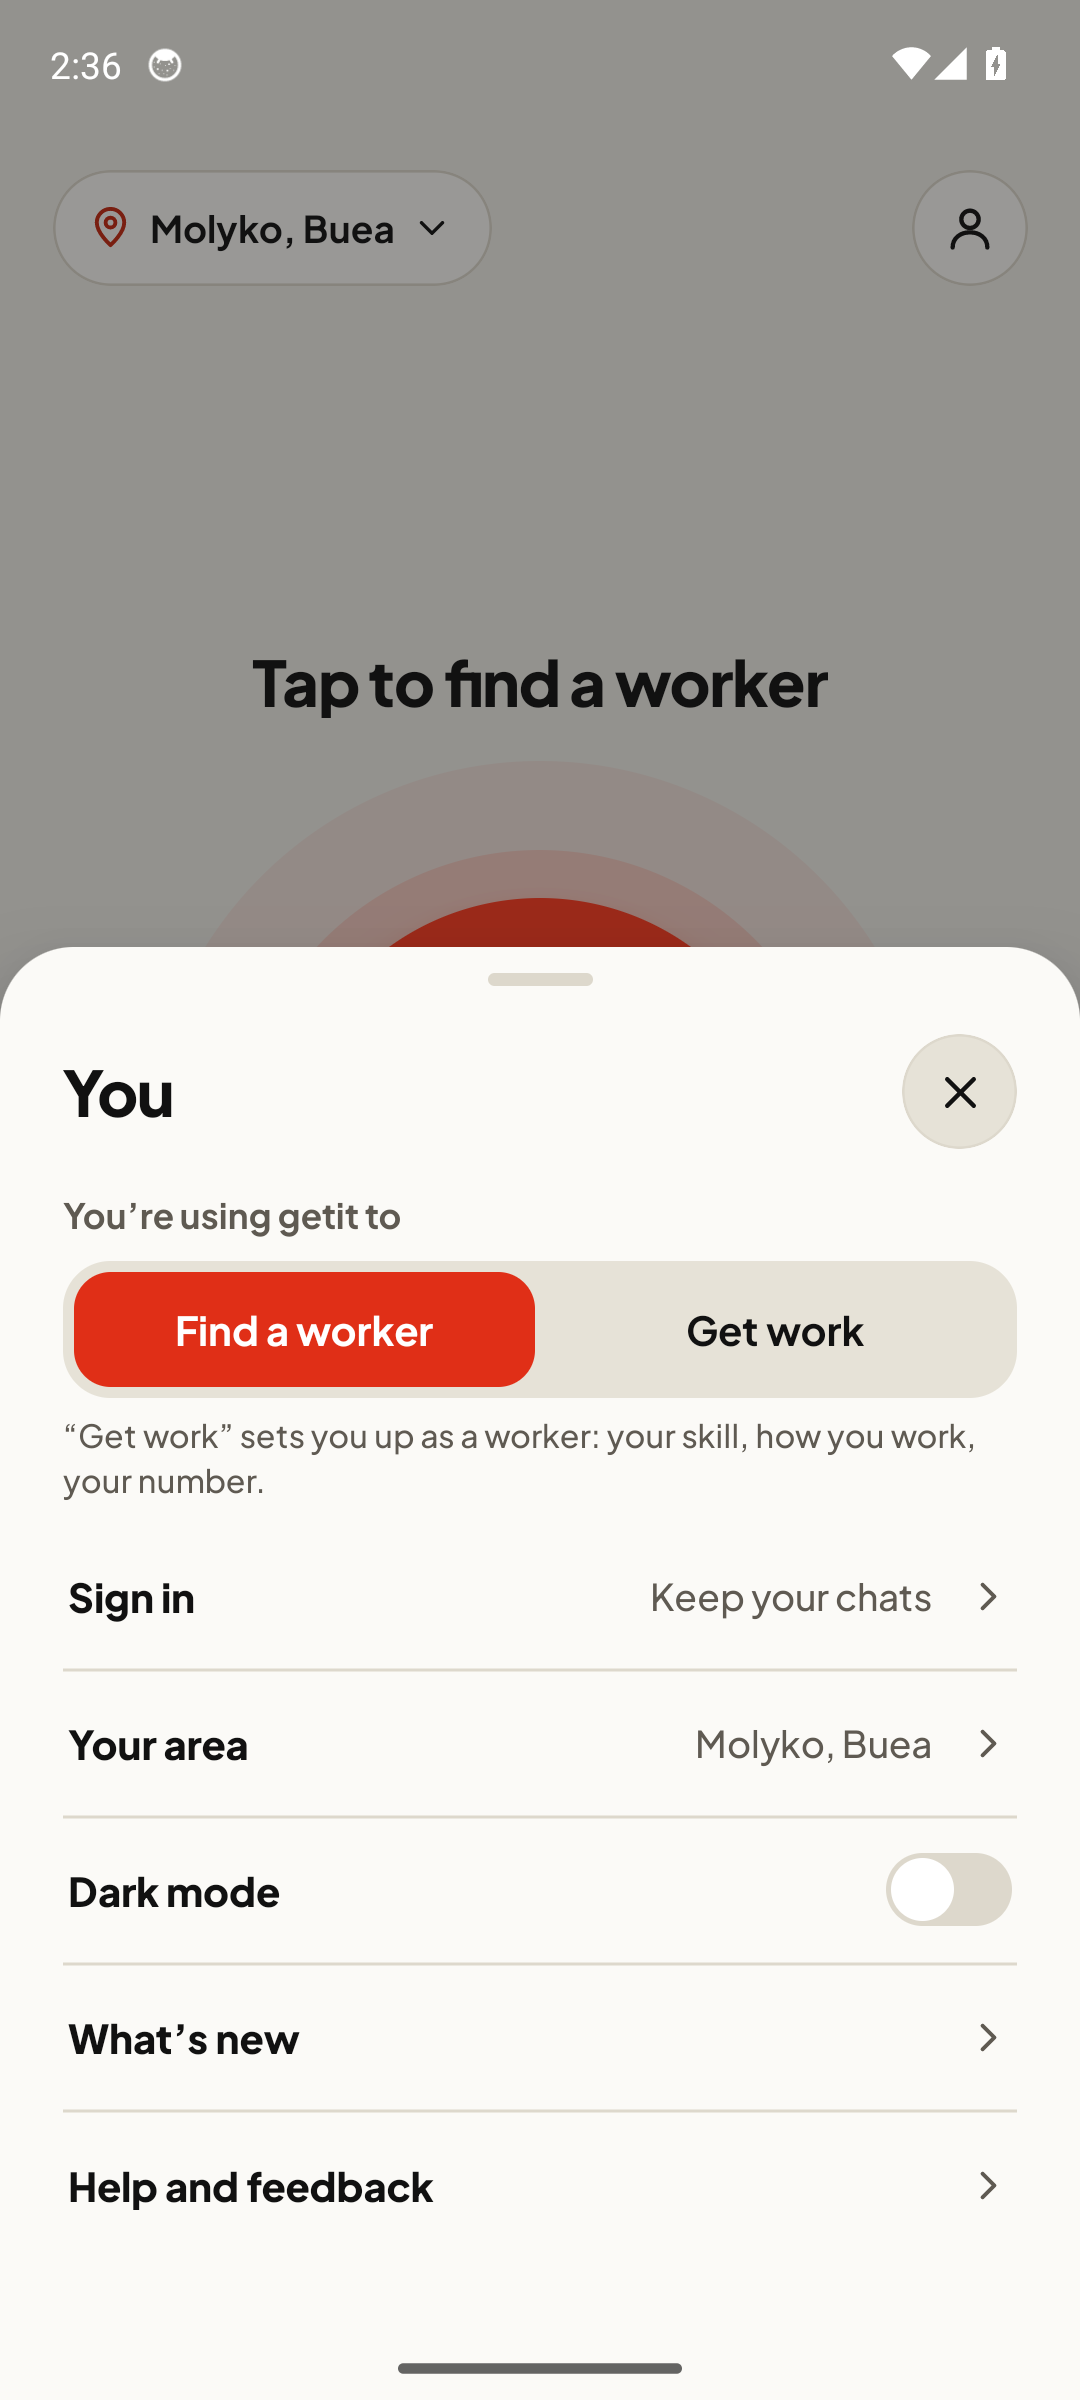 2:36
Molyko, Buea
Tap to find a worker
You
You’re using getit to
Find a worker
Get work
“Get work” sets you up as a worker: your skill, how you work,
your number.
Sign in
Keep your chats
Your area
Molyko, Buea
Dark mode
What’s new
Help and feedback